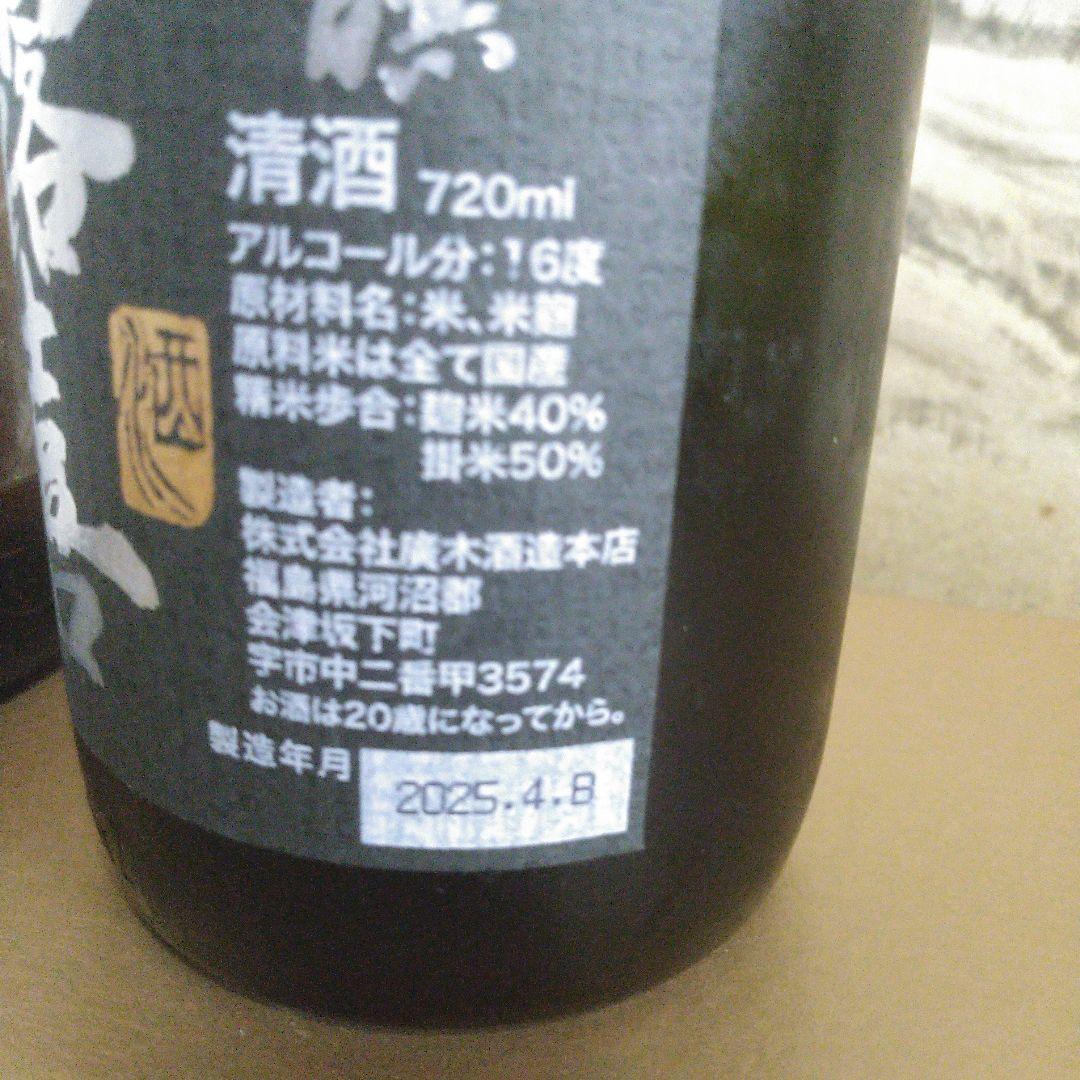 清酒 720ml
アルコール分:16度
原材料名:米、米麹
原料米は全て国産
精米歩合:麹米40%
掛米50%
製造者:
株式会社廣木酒造本店
福島県河沼郡
会津坂下町
字市中二番甲3574
お酒は20歳になってから。
製造年月 2025.4.B